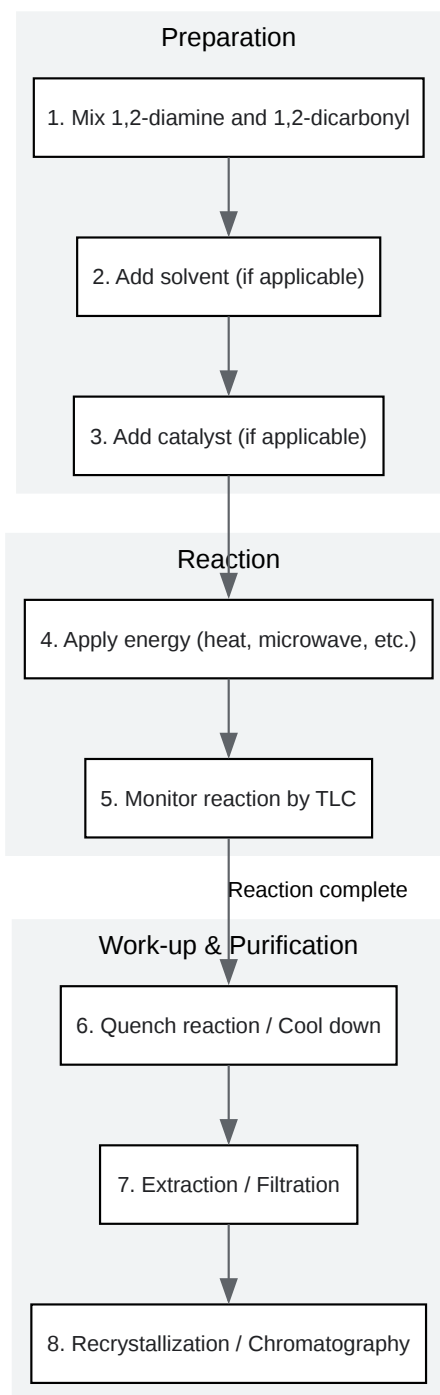 Preparation
1. Mix 1,2-diamine and 1,2-dicarbonyl
2. Add solvent (if applicable)
3. Add catalyst (if applicable)
Reaction
4. Apply energy (heat, microwave, etc.)
5. Monitor reaction by TLC
Reaction complete
Work-up & Purification
6. Quench reaction / Cool down
7. Extraction / Filtration
8. Recrystallization / Chromatography